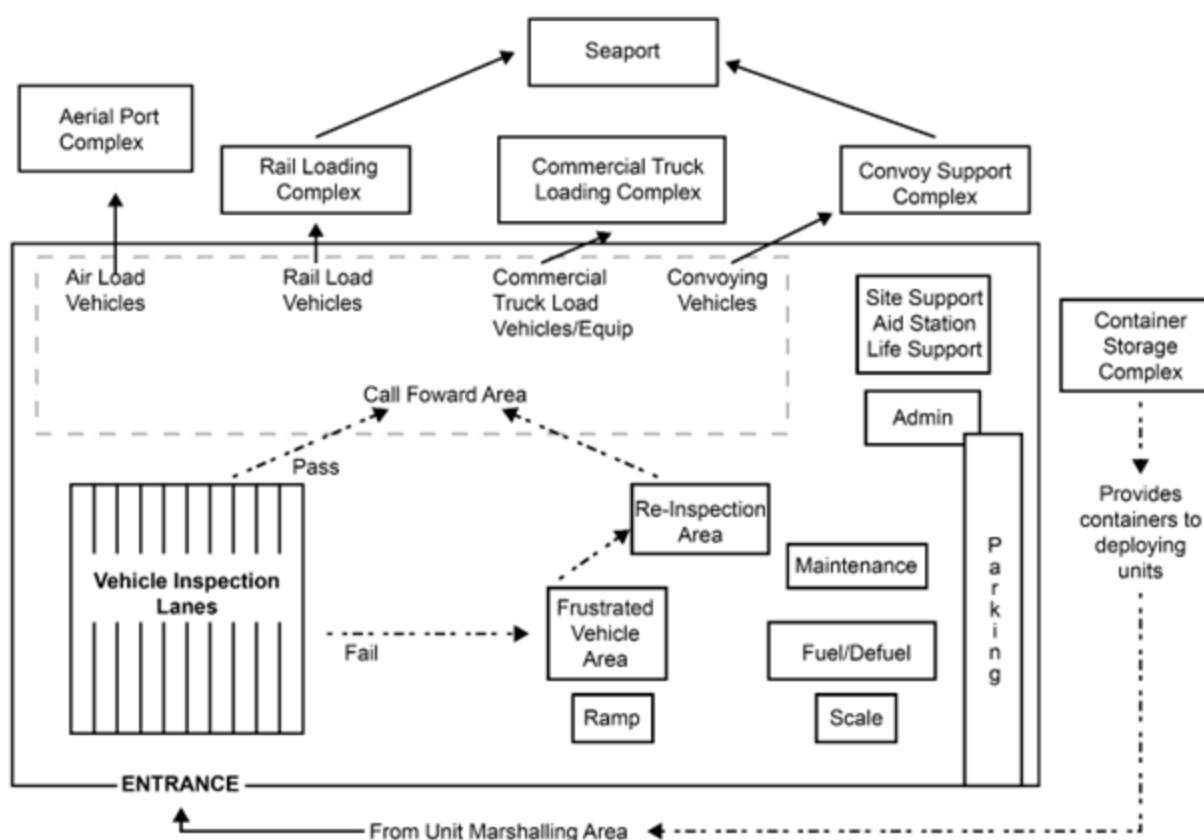 Seaport
Aerial Port
Complex
Rail Loading
Complex
Commercial Truck
Loading Complex
Convoy Support
Complex
Air Load
Vehicles
Rail Load
Vehicles
Commercial
Truck Load
Vehicles/Equip
Convoying
Vehicles
Site Support
Aid Station
Life Support
Container
Storage
Complex
Call Foward Area
Admin
Pass
Provides
containers to
deploying
units
Re-Inspection
Area
Parking
Vehicle Inspection
Lanes
Maintenance
Fail
Frustrated
Vehicle
Area
Fuel/Defuel
Ramp
Scale
ENTRANCE
From Unit Marshalling Area